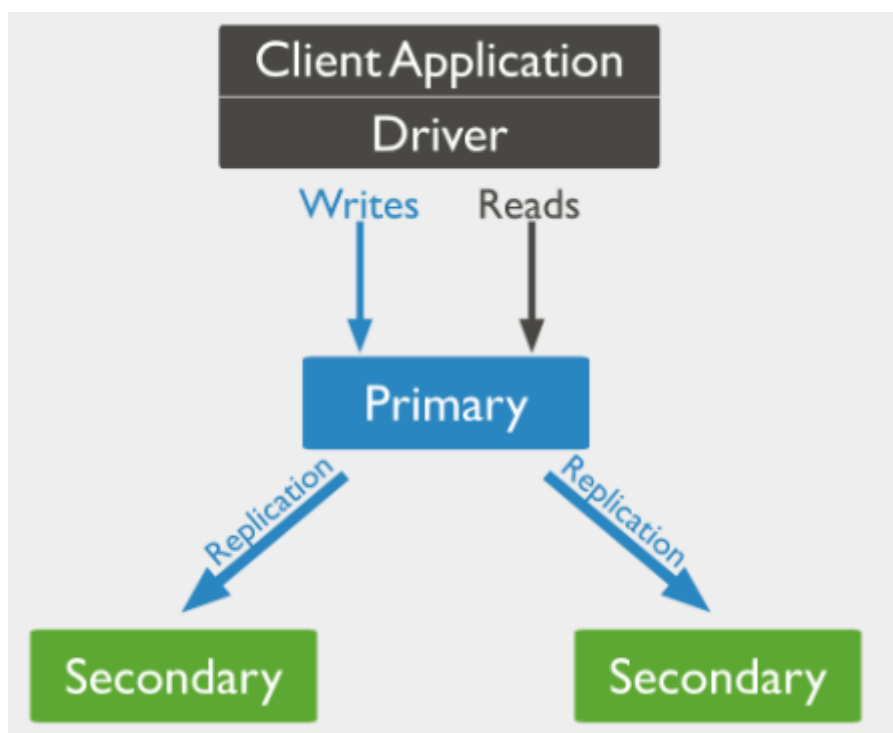 Client Application
Driver
Writes Reads
Primary
Replication Replication
Secondary Secondary